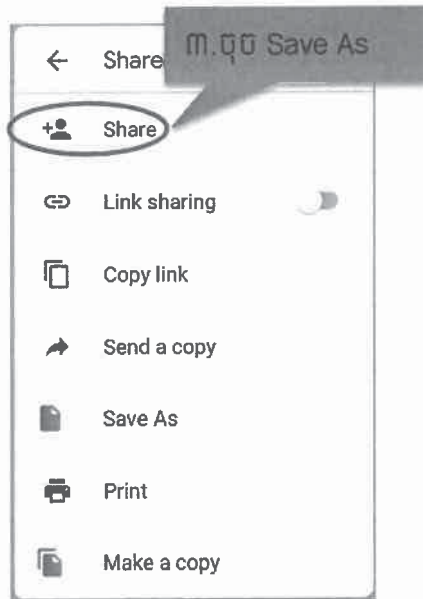 Share
៣.ចុច Save As
Share
Link sharing
Copy link
Send a copy
Save As
Print
Make a copy